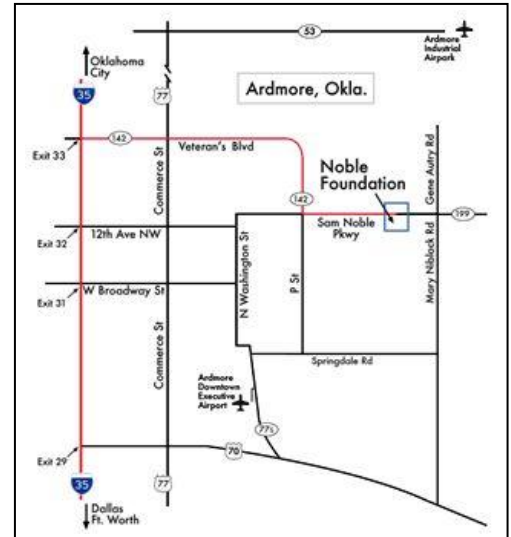 53
Ardmore
Industrial
Airpark
Oklahoma
City
35
77
Ardmore, Okla.
142
Veteran's Blvd
Exit 33
Commerce St
Gene Autry Rd
Noble
Foundation
142
199
Sam Noble
Pkwy
Exit 32
12th Ave NW
N Washington St
P St
Mary Niblack Rd
W Broadway St
Exit 31
Commerce St
Springdale Rd
Ardmore
Downtown
Executive
Airport
77s
70
Exit 29
35
77
Dallas
Ft. Worth